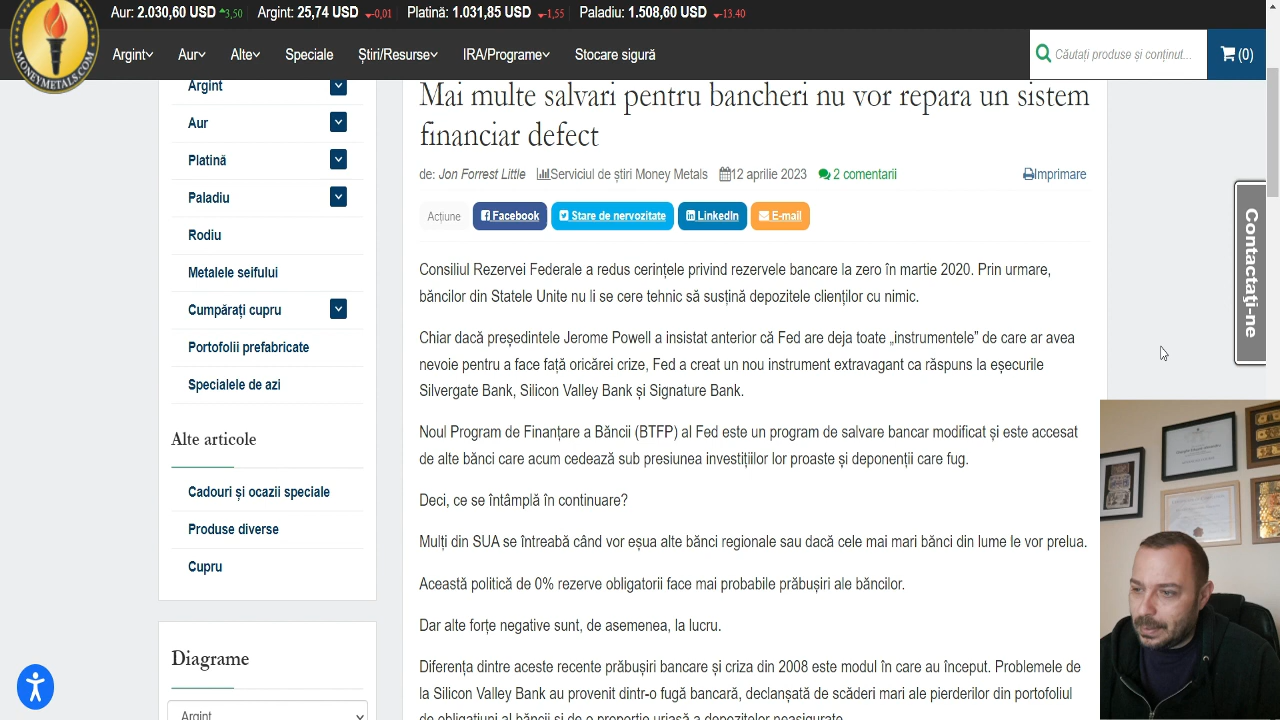 Aur: 2.030,60 USD 3,50 Argint: 25,74 USD -0,01 Platină: 1.031,85 USD -1,55 Paladiu: 1.508,60 USD -13.40
MONEYMETALS.COM
Argint Aur Alte Speciale Știri/Resurse IRA/Programe Stocare sigură
Căutați produse și conținut...
(0)
Argint
Aur
Platină
Paladiu
Rodiu
Metalele seifului
Cumpărați cupru
Portofolii prefabricate
Specialele de azi
Alte articole
Cadouri și ocazii speciale
Produse diverse
Cupru
Diagrame
Argint
Mai multe salvari pentru bancheri nu vor repara un sistem
financiar defect
de: Jon Forrest Little Serviciul de știri Money Metals 12 aprilie 2023 2 comentarii Imprimare
Acțiune Facebook Stare de nervozitate LinkedIn E-mail
Consiliul Rezervei Federale a redus cerințele privind rezervele bancare la zero în martie 2020. Prin urmare,
băncilor din Statele Unite nu li se cere tehnic să susțină depozitele clienților cu nimic.
Chiar dacă președintele Jerome Powell a insistat anterior că Fed are deja toate „instrumentele” de care ar avea
nevoie pentru a face față oricărei crize, Fed a creat un nou instrument extravagant ca răspuns la eșecurile
Silvergate Bank, Silicon Valley Bank și Signature Bank.
Noul Program de Finanțare a Băncii (BTFP) al Fed este un program de salvare bancar modificat și este accesat
de alte bănci care acum cedează sub presiunea investițiilor lor proaste și deponenții care fug.
Deci, ce se întâmplă în continuare?
Mulți din SUA se întreabă când vor eșua alte bănci regionale sau dacă cele mai mari bănci din lume le vor prelua.
Această politică de 0% rezerve obligatorii face mai probabile prăbușiri ale băncilor.
Dar alte forțe negative sunt, de asemenea, la lucru.
Diferența dintre aceste recente prăbușiri bancare și criza din 2008 este modul în care au început. Problemele de
la Silicon Valley Bank au provenit dintr-o fugă bancară, declanșată de scăderi mari ale pierderilor din portofoliul
de obligațiuni al băncii și de o proporție uriașă a depozitelor neasigurate.
Contactaţi-ne